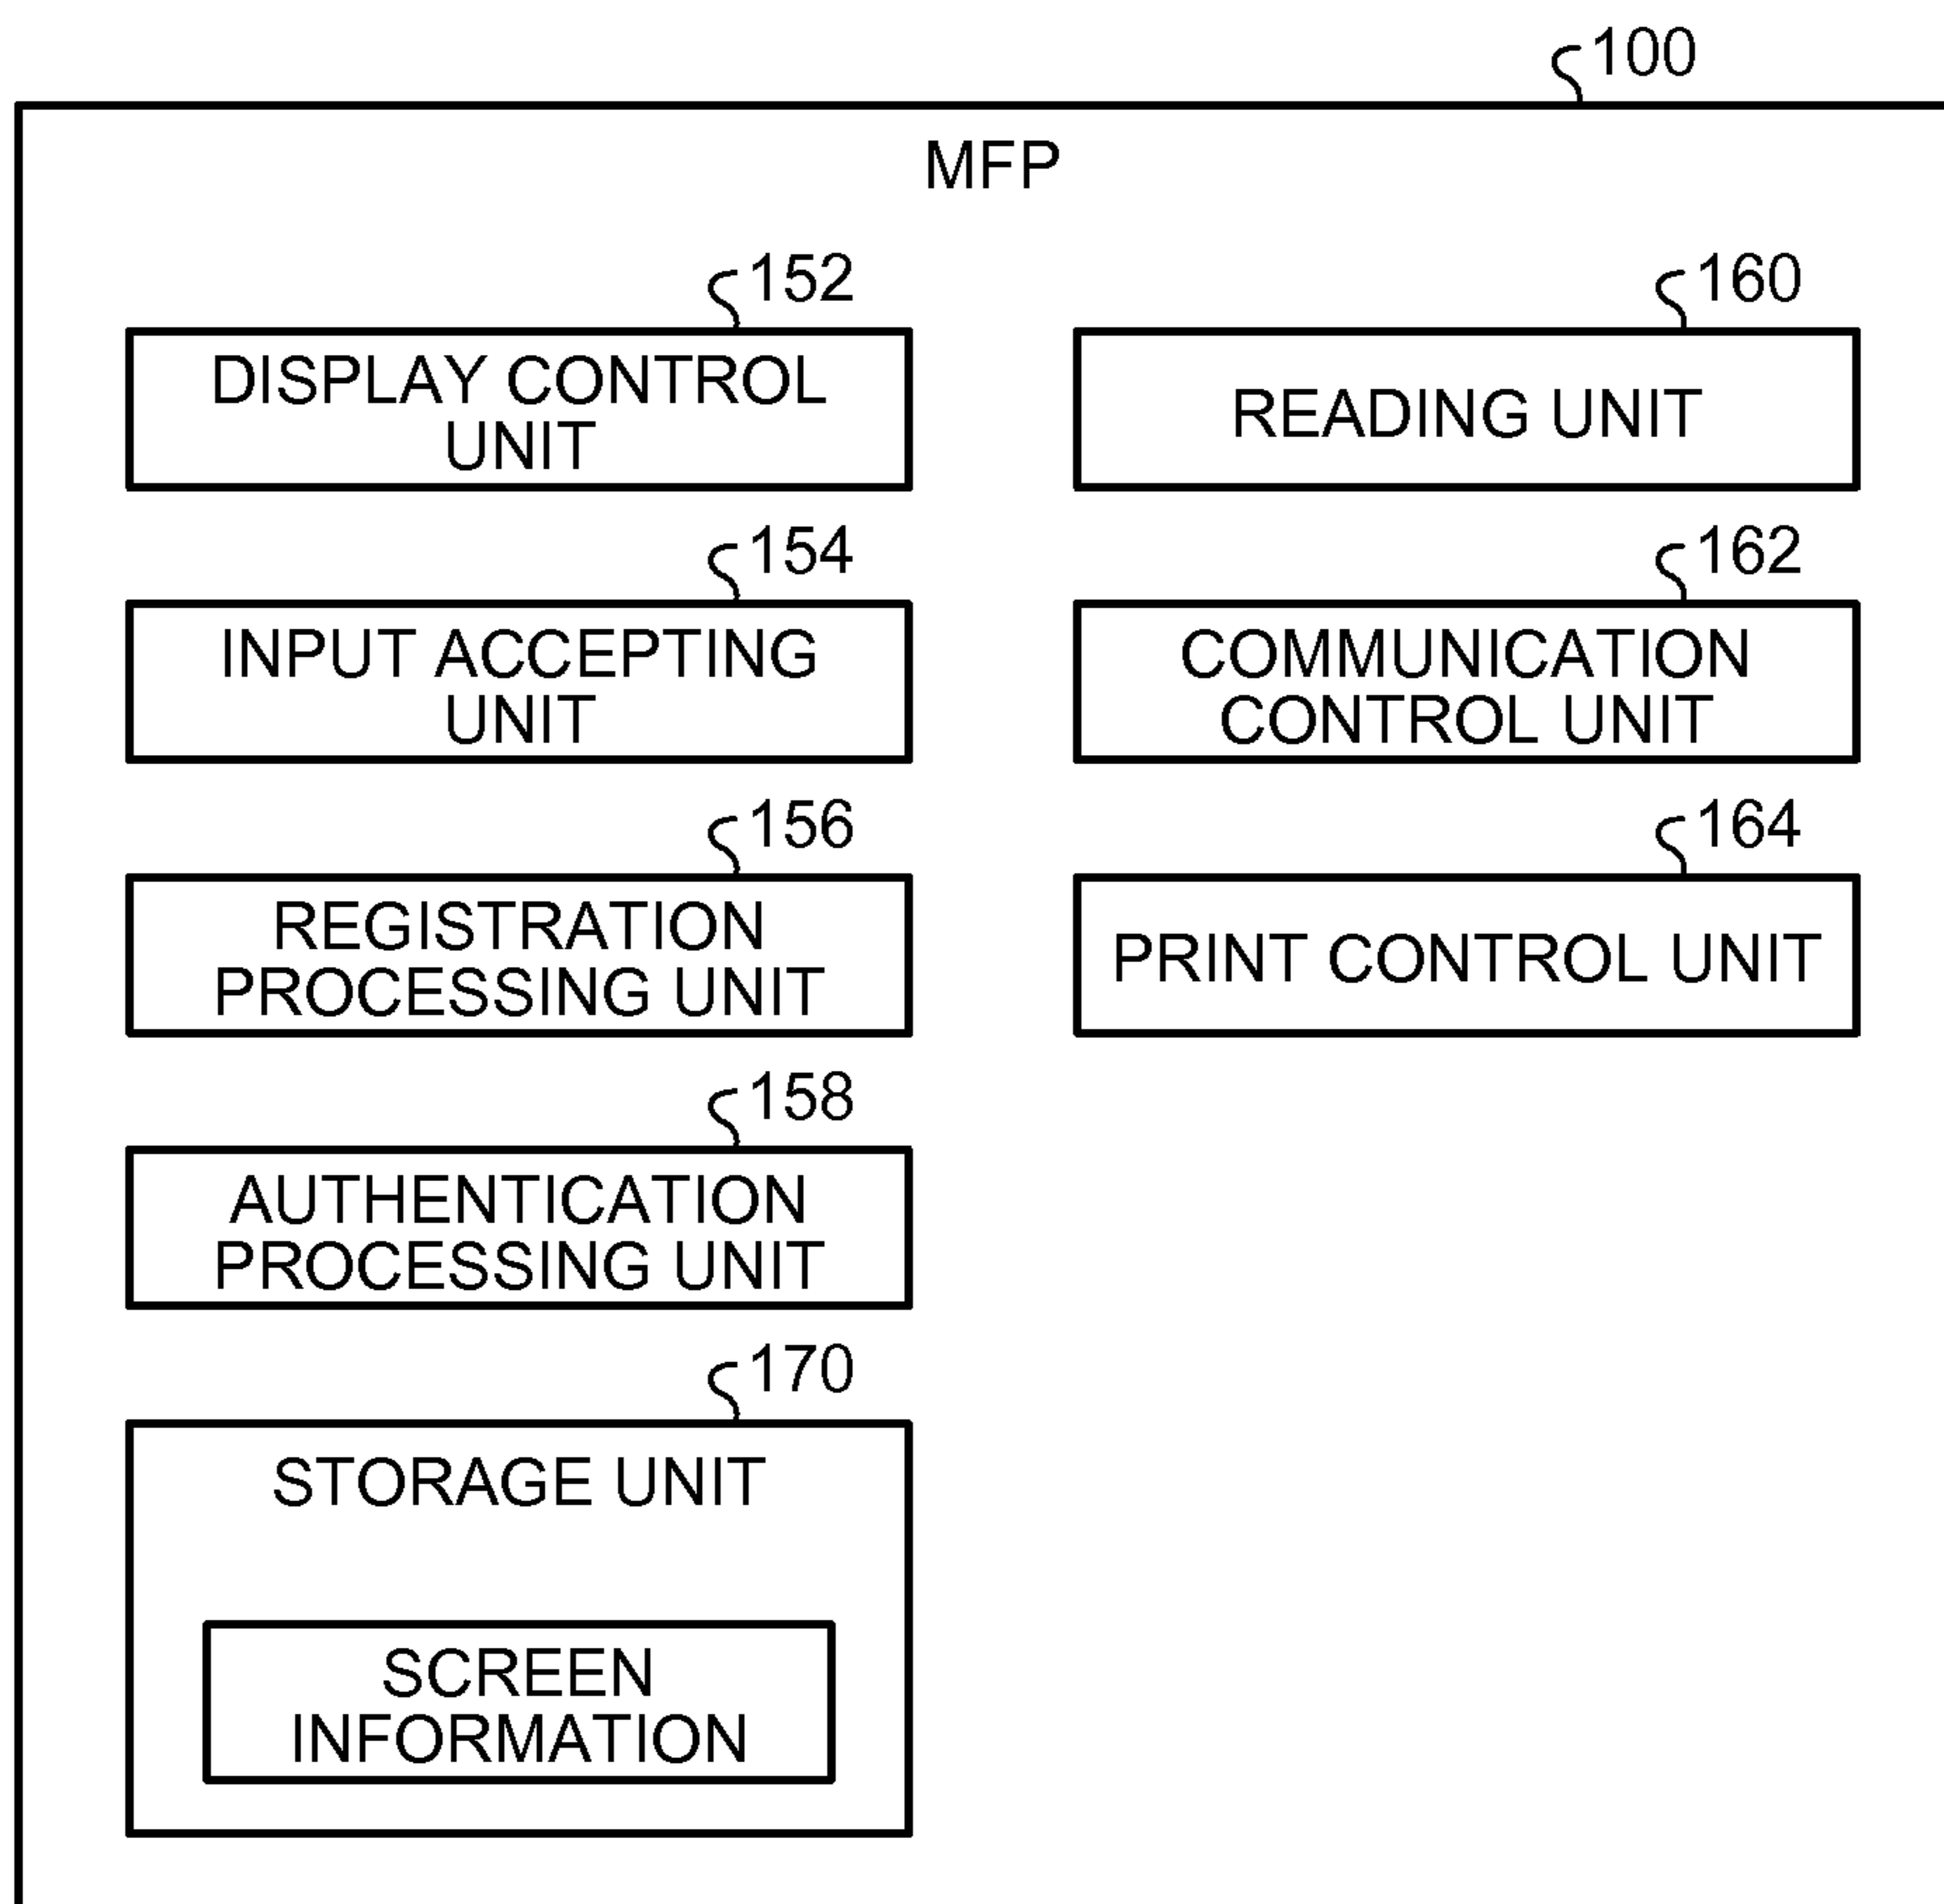 100
MFP
152
DISPLAY CONTROL
UNIT
154
INPUT ACCEPTING
UNIT
156
REGISTRATION
PROCESSING UNIT
158
AUTHENTICATION
PROCESSING UNIT
170
STORAGE UNIT
SCREEN
INFORMATION
160
READING UNIT
162
COMMUNICATION
CONTROL UNIT
164
PRINT CONTROL UNIT